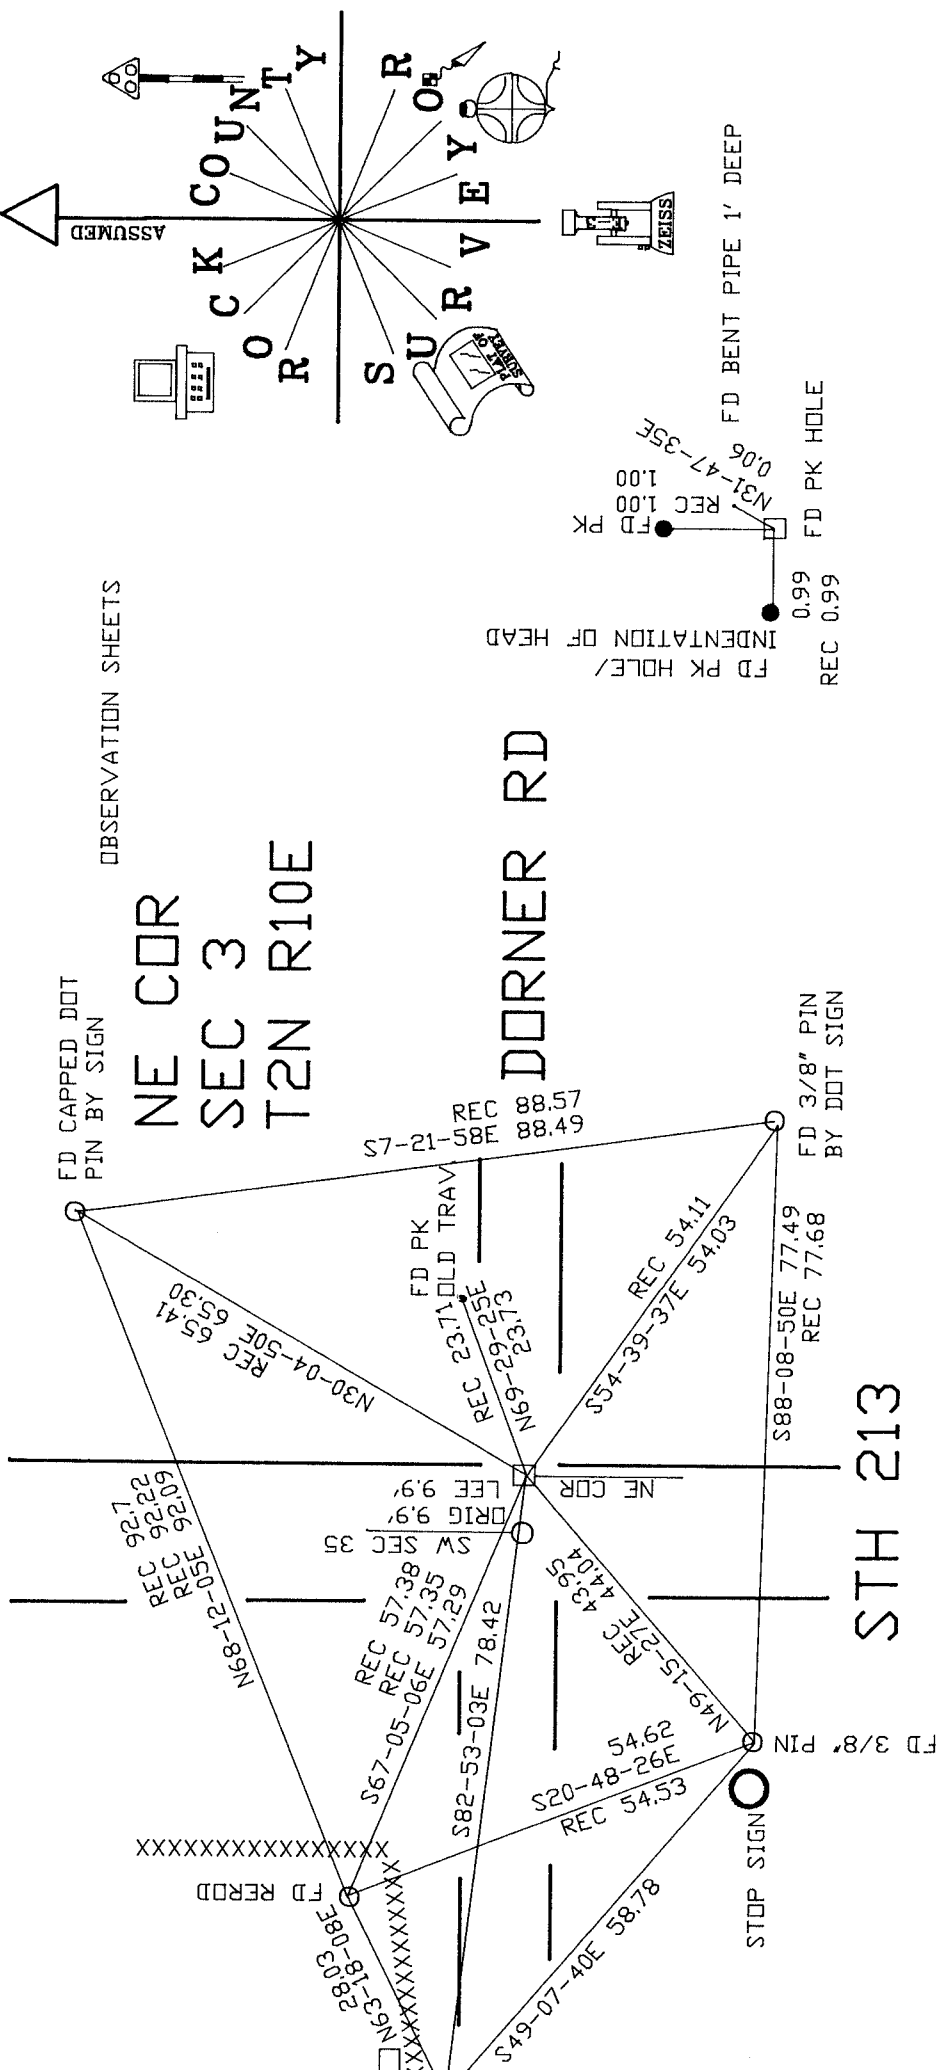 ASSUMED
ROCK COUNTY
SURVEYOR
PLAT OF
SURVEY
ZEISS
OBSERVATION SHEETS
NE COR
SEC 3
T2N R10E
DORNER RD
STH 213
FD BENT PIPE 1' DEEP
N31-47-35E
0.06
REC 1.00
1.00
FD PK
FD PK HOLE
0.99
REC 0.99
FD PK HOLE/
INDENTATION OF HEAD
FD CAPPED DOT
PIN BY SIGN
REC 88.57
S7-21-58E 88.49
FD 3/8" PIN
BY DOT SIGN
FD PK
OLD TRAV
REC 23.71
N69-29-25E
23.73
REC 65.41
N30-04-50E 65.30
REC 54.11
S54-39-37E 54.03
S88-08-50E 77.49
REC 77.68
REC 92.7
REC 92.22
N68-12-05E 92.09
NE COR
LEE 9.9'
ORIG 9.9'
SW SEC 35
REC 57.38
REC 57.35
S67-05-06E 57.29
S82-53-03E 78.42
REC 43.95
N49-15-27E 44.04
54.62
S20-48-26E
REC 54.53
FD 3/8" PIN
STOP SIGN
FD REROD
28.03
N63-18-08E
S49-07-40E 58.78
XXXXXXXXXXXXXXXXX
XXXXXXXXXXXXXXXXX